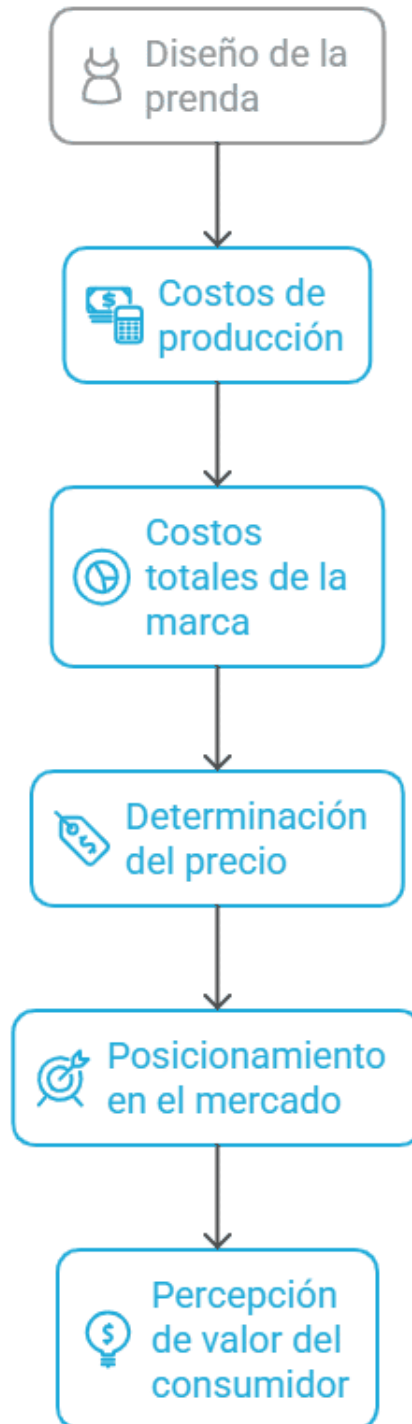 Diseño de la
prenda
Costos de
producción
Costos
totales de la
marca
Determinación
del precio
Posicionamiento
en el mercado
Percepción
de valor del
consumidor